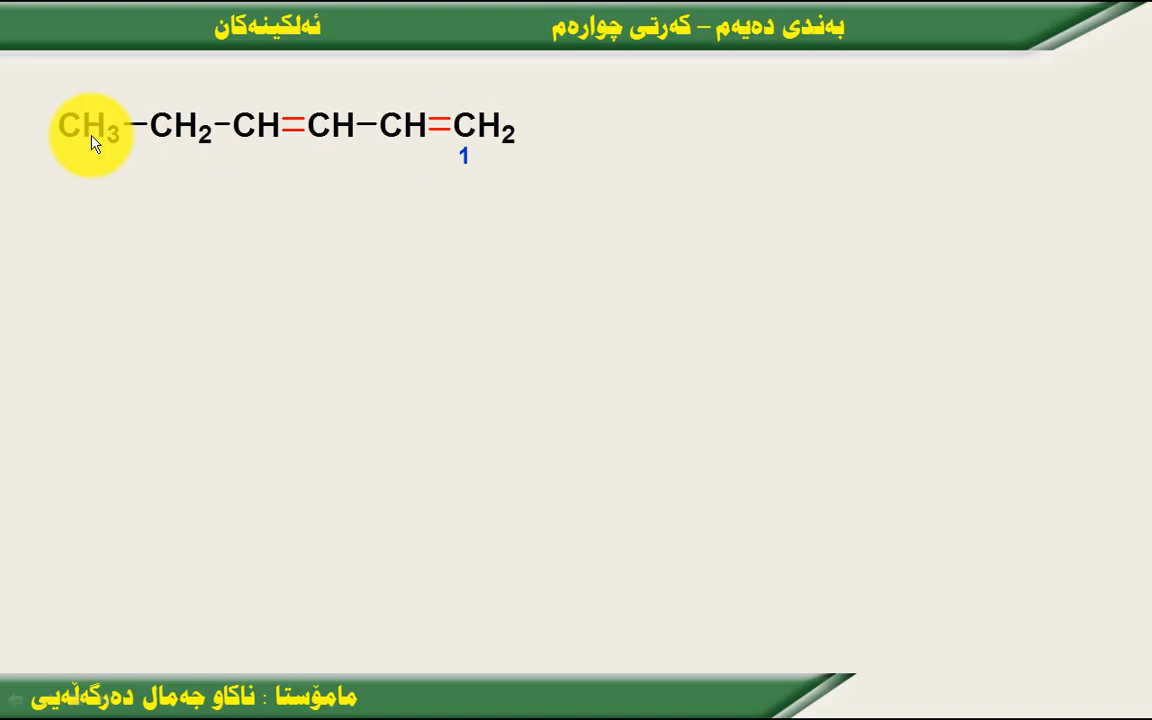 بەندی دەیەم – کەرتی چوارەم
ئەلکینەکان
CH₃–CH₂–CH=CH–CH=CH₂
1
مامۆستا : ناکاو جەمال دەرگەڵەیی